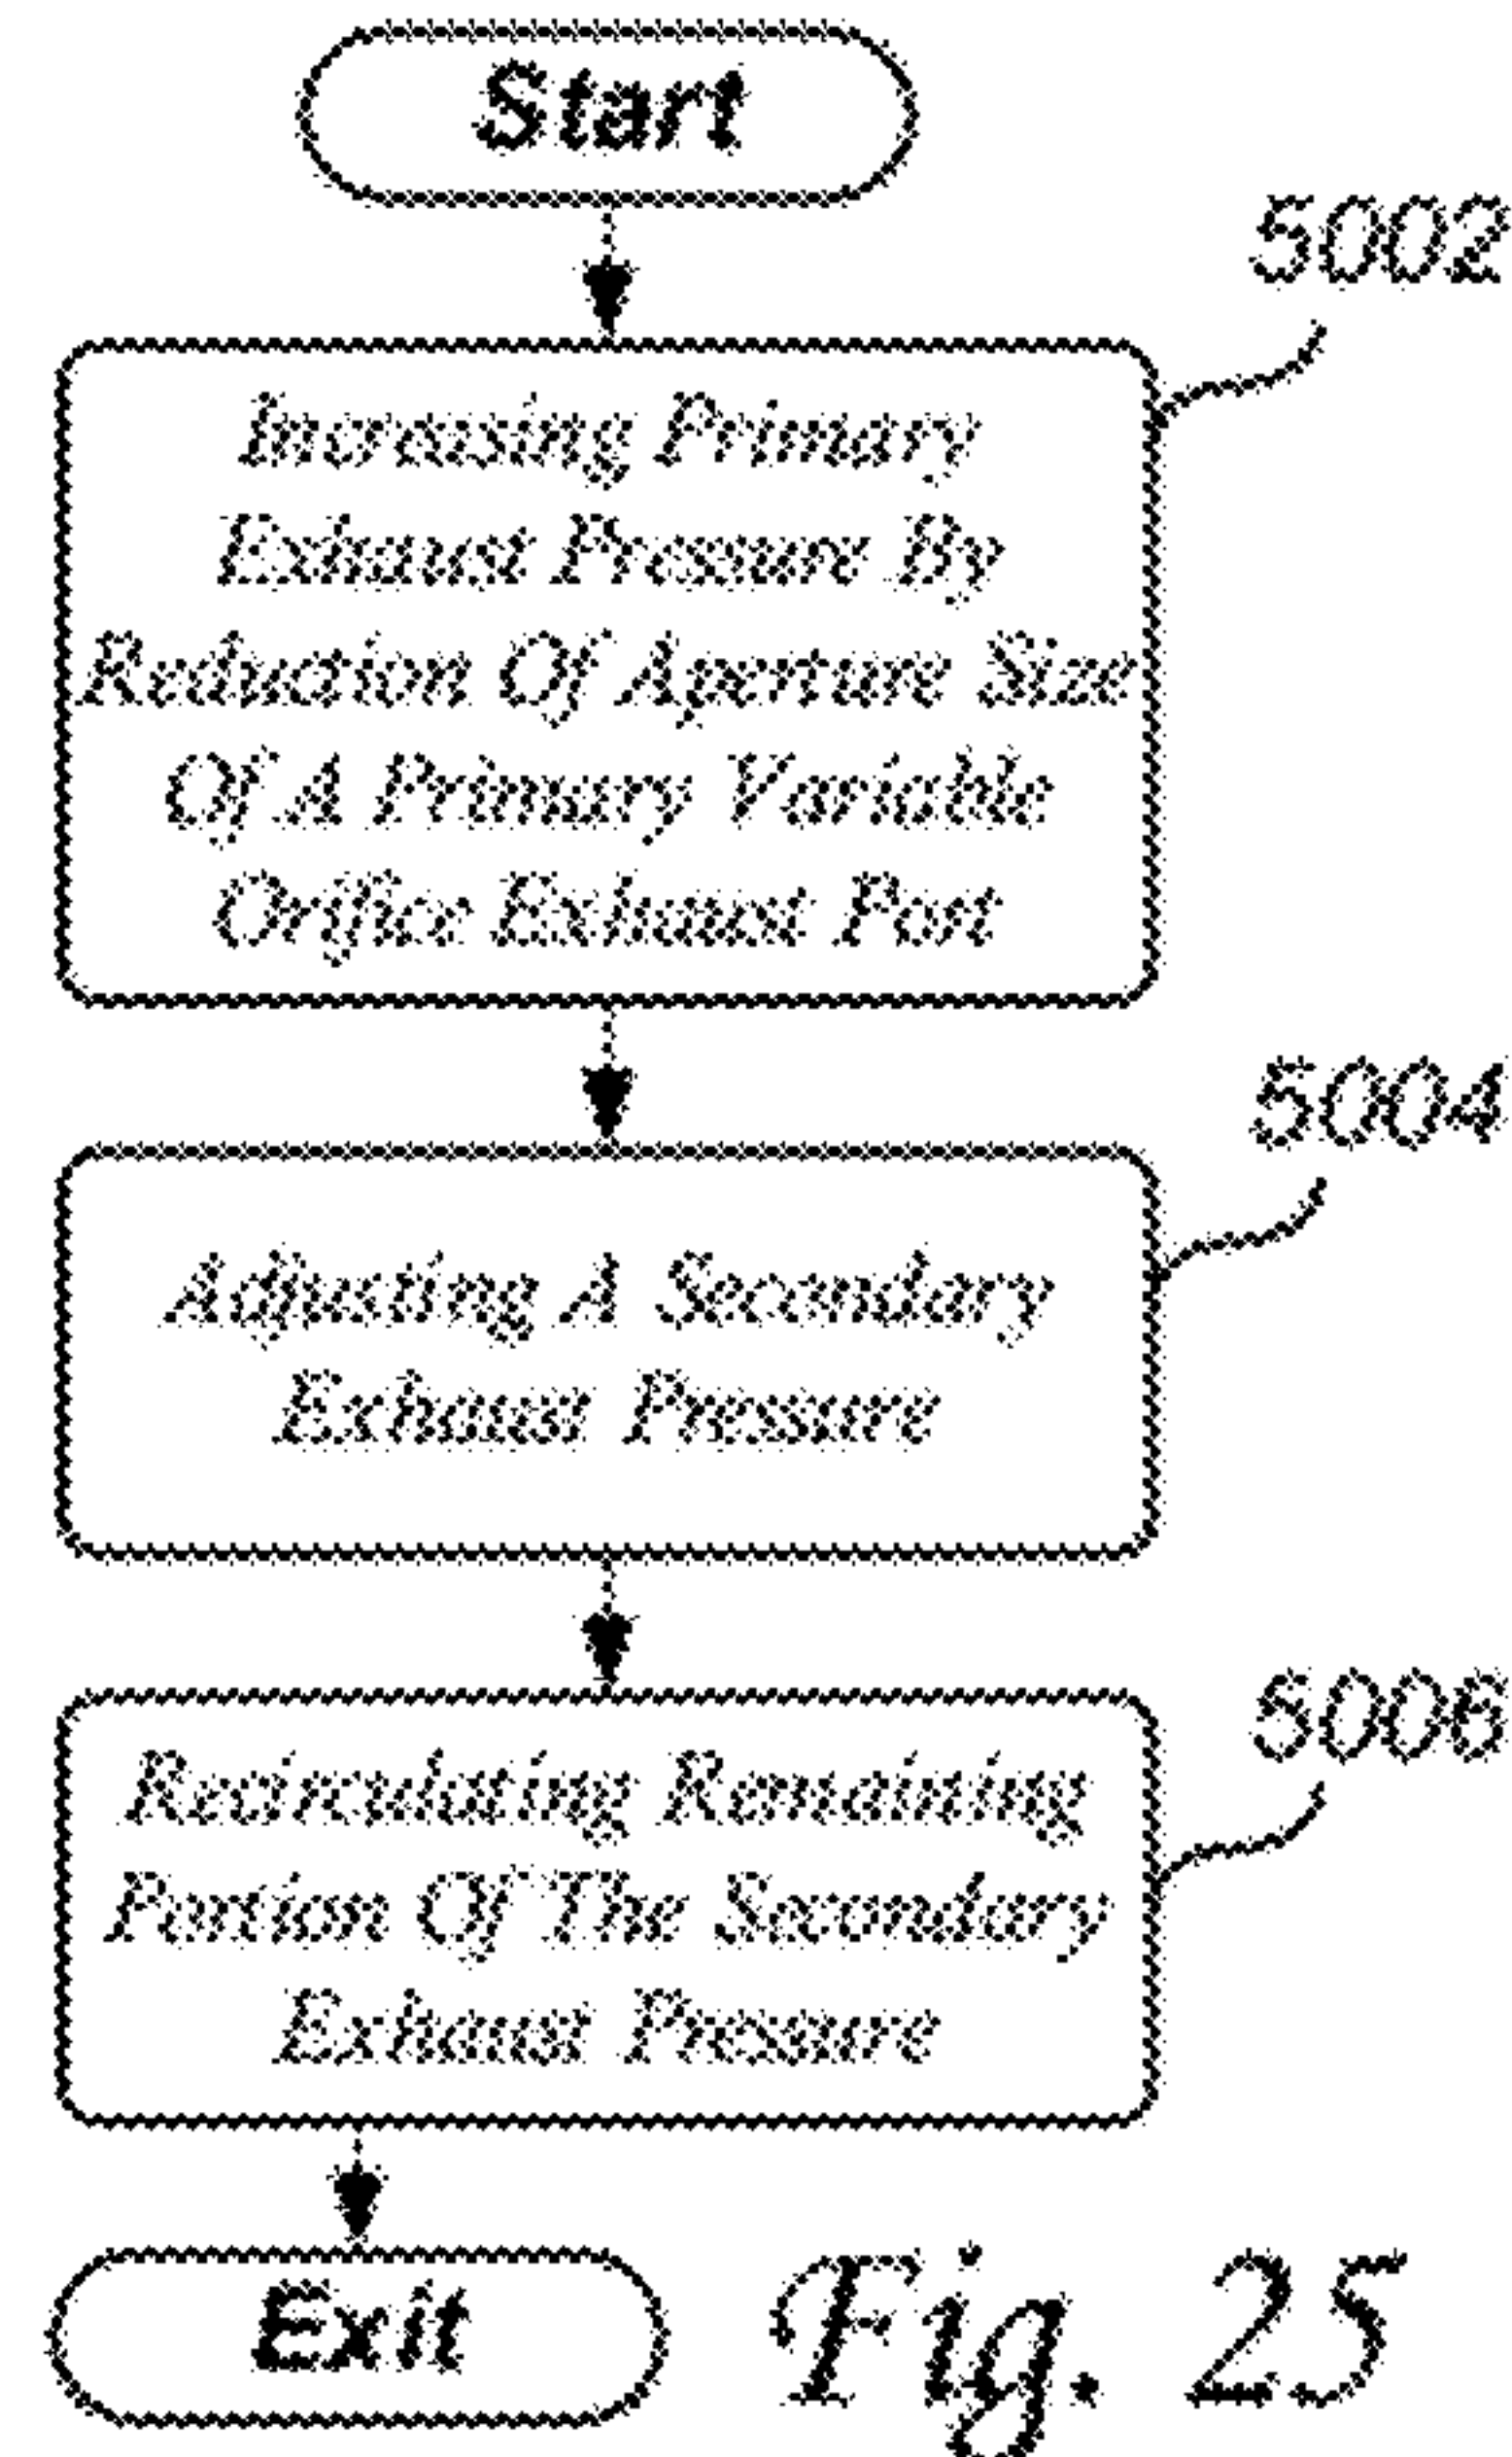 Start
5002
Increasing Primary
Exhaust Pressure By
Reduction Of Aperture Size
Of A Primary Variable
Orifice Exhaust Port
5004
Adjusting A Secondary
Exhaust Pressure
5006
Recirculating Remaining
Portion Of The Secondary
Exhaust Pressure
Exit
Fig. 25